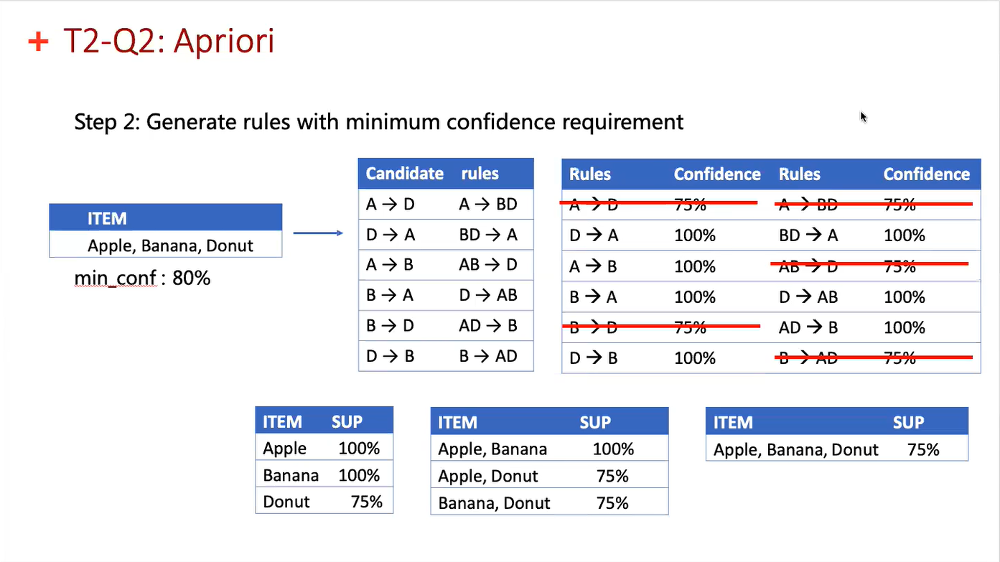 + T2-Q2: Apriori
Step 2: Generate rules with minimum confidence requirement
ITEM
Apple, Banana, Donut
min_conf : 80%
Candidate rules
A → D A → BD
D → A BD → A
A → B AB → D
B → A D → AB
B → D AD → B
D → B B → AD
Rules Confidence Rules Confidence
A → D 75% A → BD 75%
D → A 100% BD → A 100%
A → B 100% AB → D 75%
B → A 100% D → AB 100%
B → D 75% AD → B 100%
D → B 100% B → AD 75%
ITEM SUP
Apple 100%
Banana 100%
Donut 75%
ITEM SUP
Apple, Banana 100%
Apple, Donut 75%
Banana, Donut 75%
ITEM SUP
Apple, Banana, Donut 75%